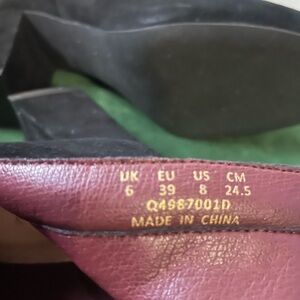 UK EU US CM
6 39 8 24.5
Q4987001D
MADE IN CHINA